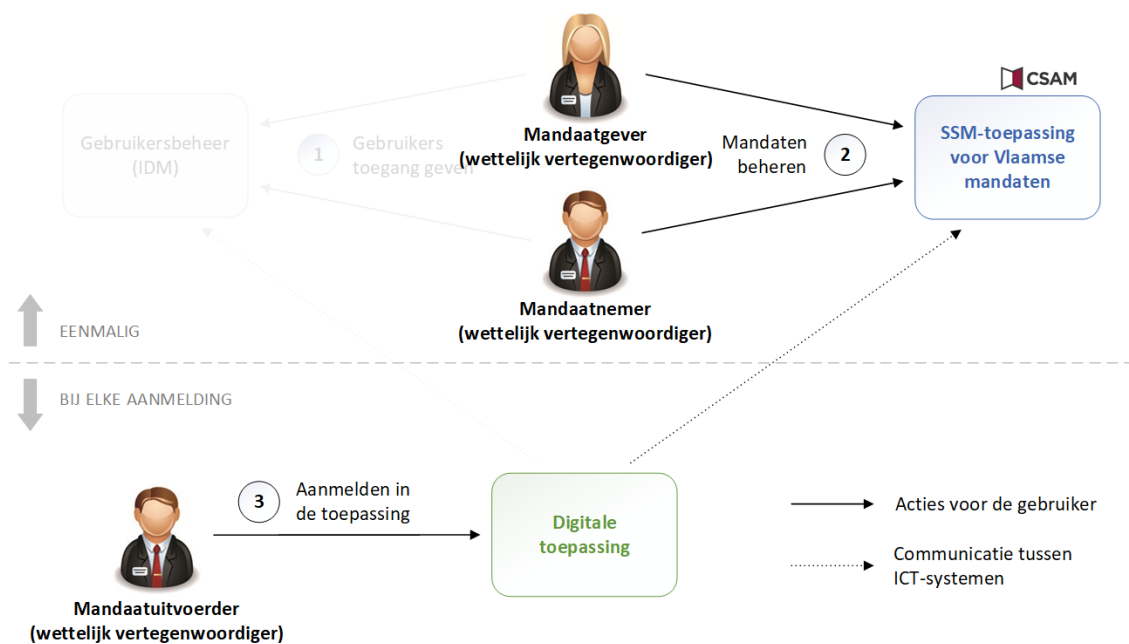 CSAM
Gebruikersbeheer
(IDM)
1
Gebruikers
toegang geven
Mandaatgever
(wettelijk vertegenwoordiger)
Mandaten
beheren
2
SSM-toepassing
voor Vlaamse
mandaten
Mandaatnemer
(wettelijk vertegenwoordiger)
EENMALIG
BIJ ELKE AANMELDING
3
Aanmelden in
de toepassing
Digitale
toepassing
Mandaatuitvoerder
(wettelijk vertegenwoordiger)
Acties voor de gebruiker
Communicatie tussen
ICT-systemen